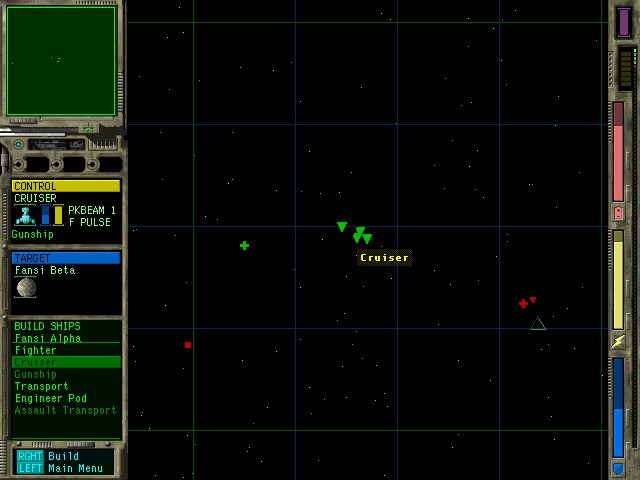 CONTROL
CRUISER
PKBEAM 1
F PULSE
Gunship
TARGET
Fansi Beta
BUILD SHIPS
Fansi Alpha
Fighter
Cruiser
Gunship
Transport
Engineer Pod
Assault Transport
RGHT Build
LEFT Main Menu
Cruiser